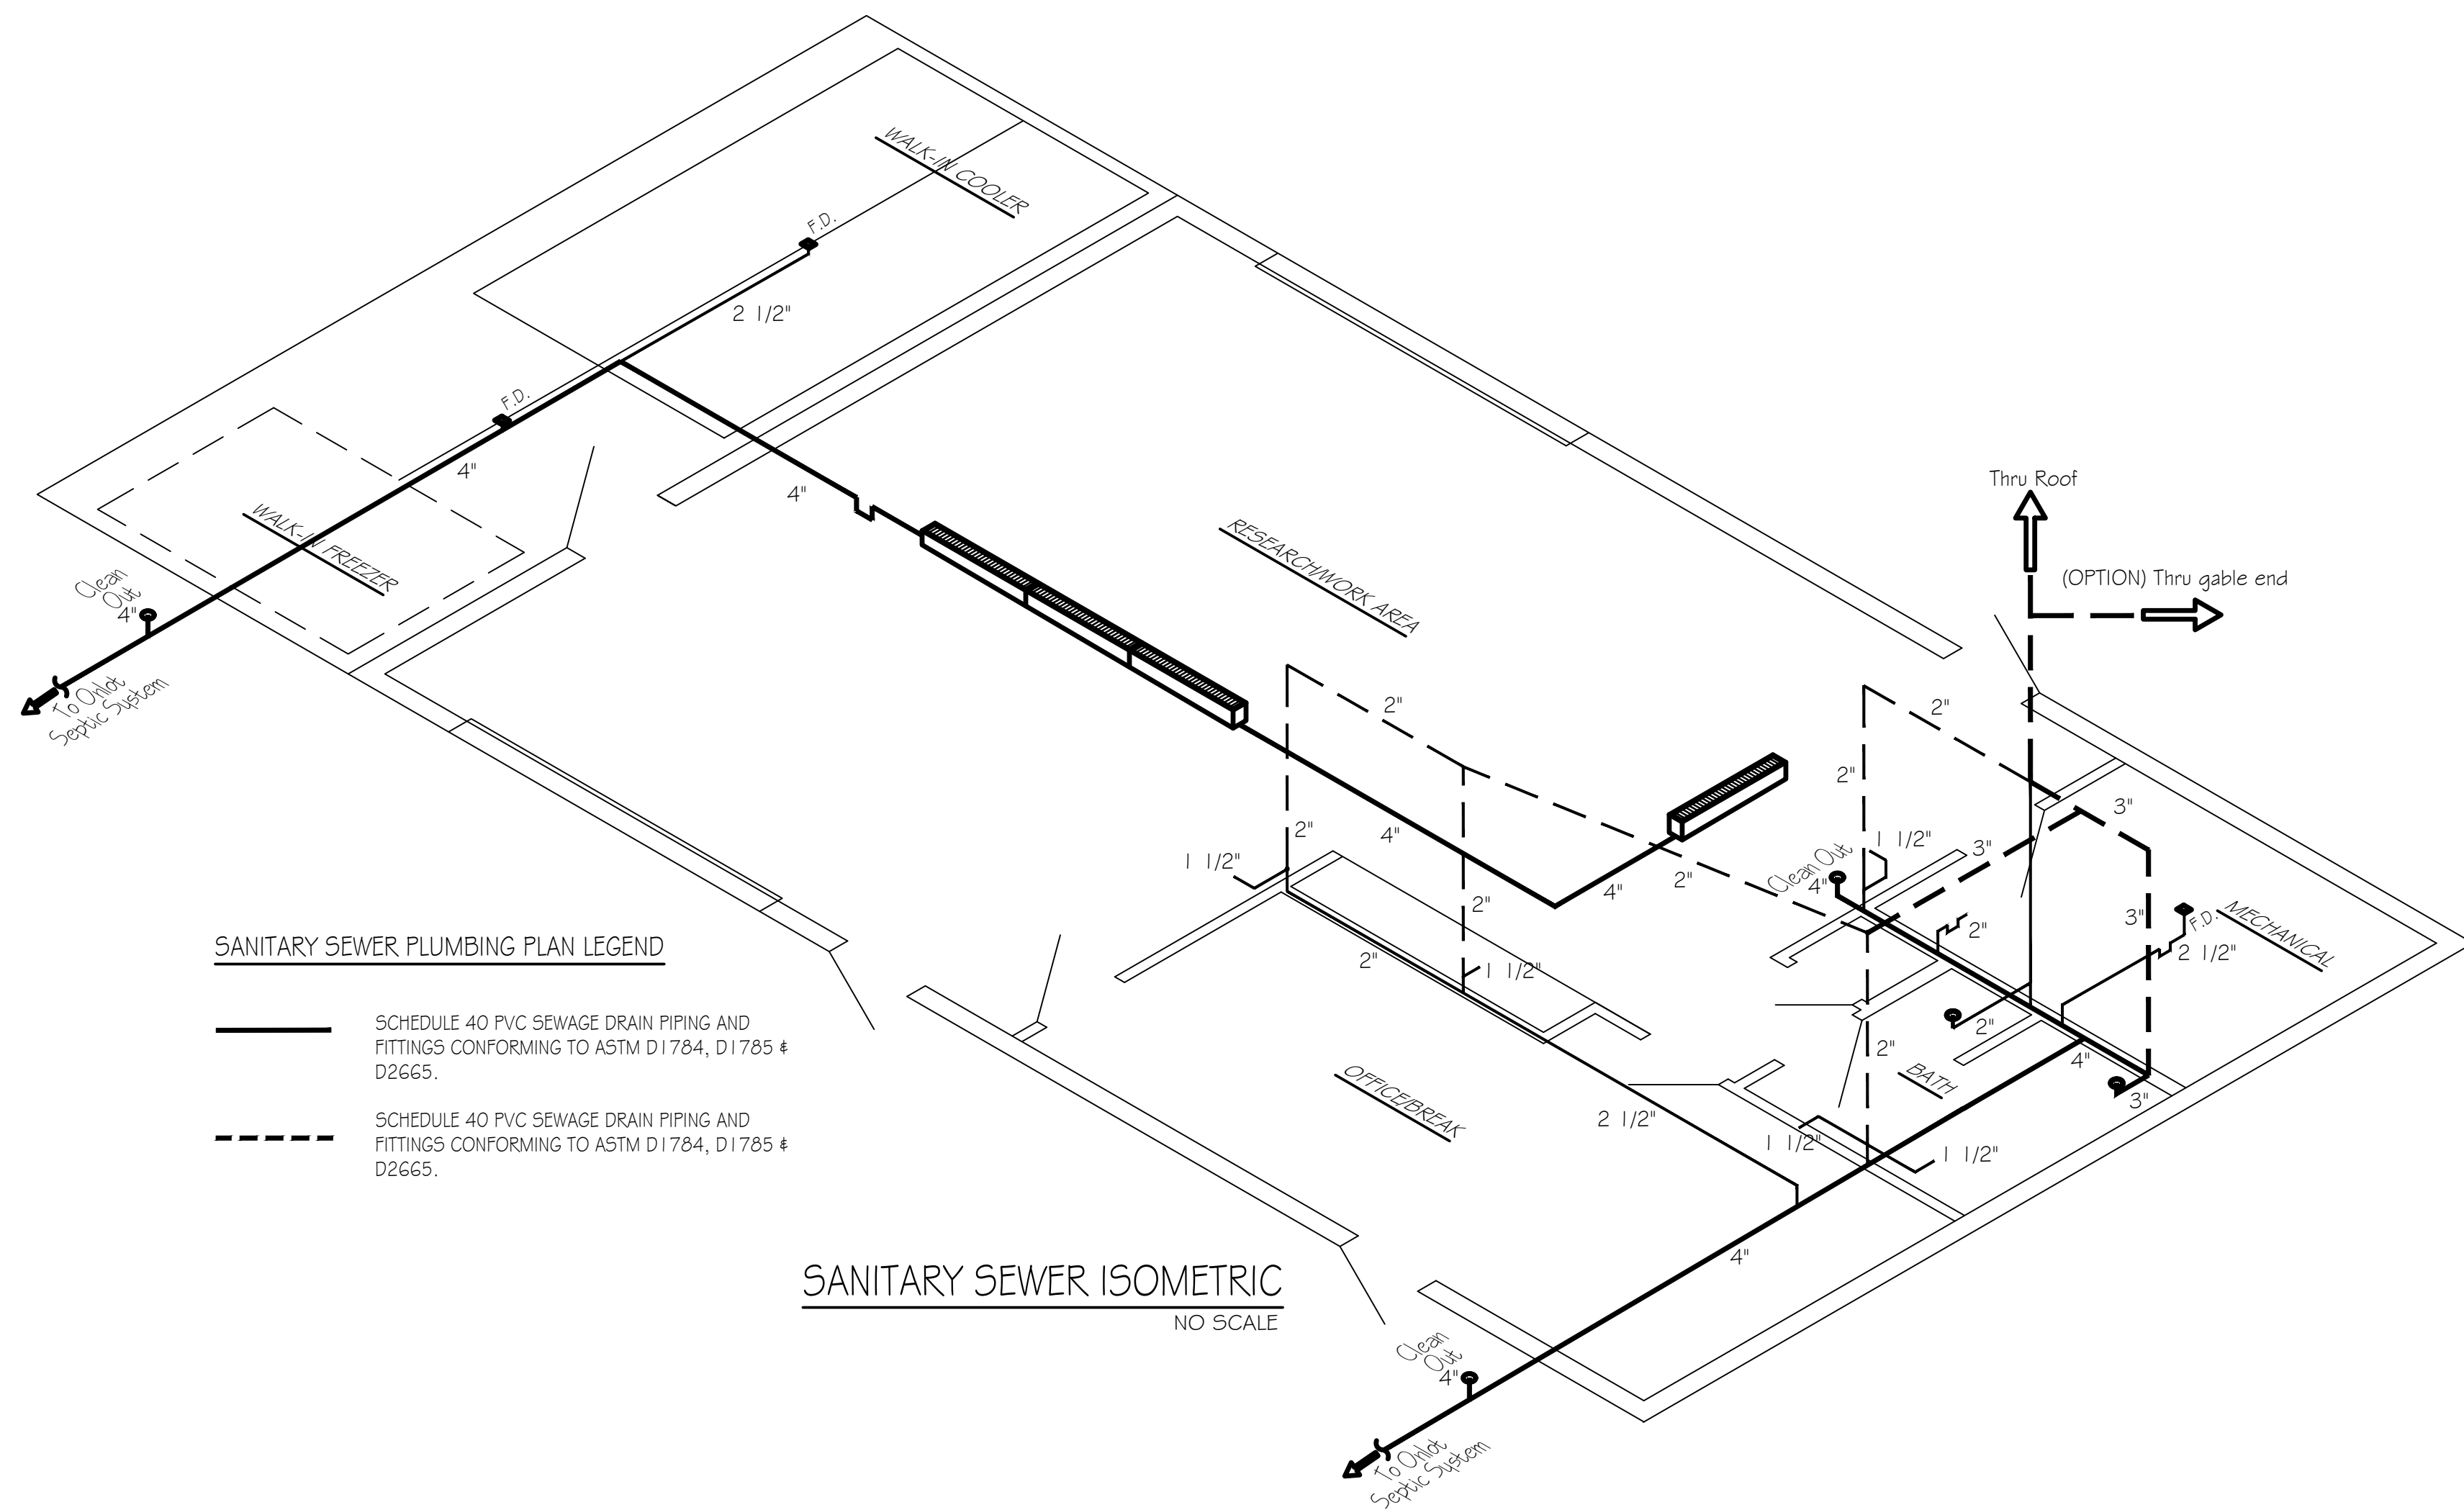 WALK-IN COOLER
F.D.
2 1/2"
F.D.
4"
4"
WALK-IN FREEZER
Clean
Out
4"
To Onlot
Septic System
RESEARCH/WORK AREA
Thru Roof
(OPTION) Thru gable end
2"
2"
2"
3"
2"
1 1/2"
4"
1 1/2"
Clean Out
4"
3"
4"
2"
2"
3"
F.D.
MECHANICAL
2"
2 1/2"
2"
1 1/2"
2"
2"
4"
BATH
3"
OFFICE/BREAK
2 1/2"
1 1/2"
1 1/2"
4"
SANITARY SEWER PLUMBING PLAN LEGEND
SCHEDULE 40 PVC SEWAGE DRAIN PIPING AND
FITTINGS CONFORMING TO ASTM D1784, D1785 &
D2665.
SCHEDULE 40 PVC SEWAGE DRAIN PIPING AND
FITTINGS CONFORMING TO ASTM D1784, D1785 &
D2665.
SANITARY SEWER ISOMETRIC
NO SCALE
Clean
Out
4"
To Onlot
Septic System